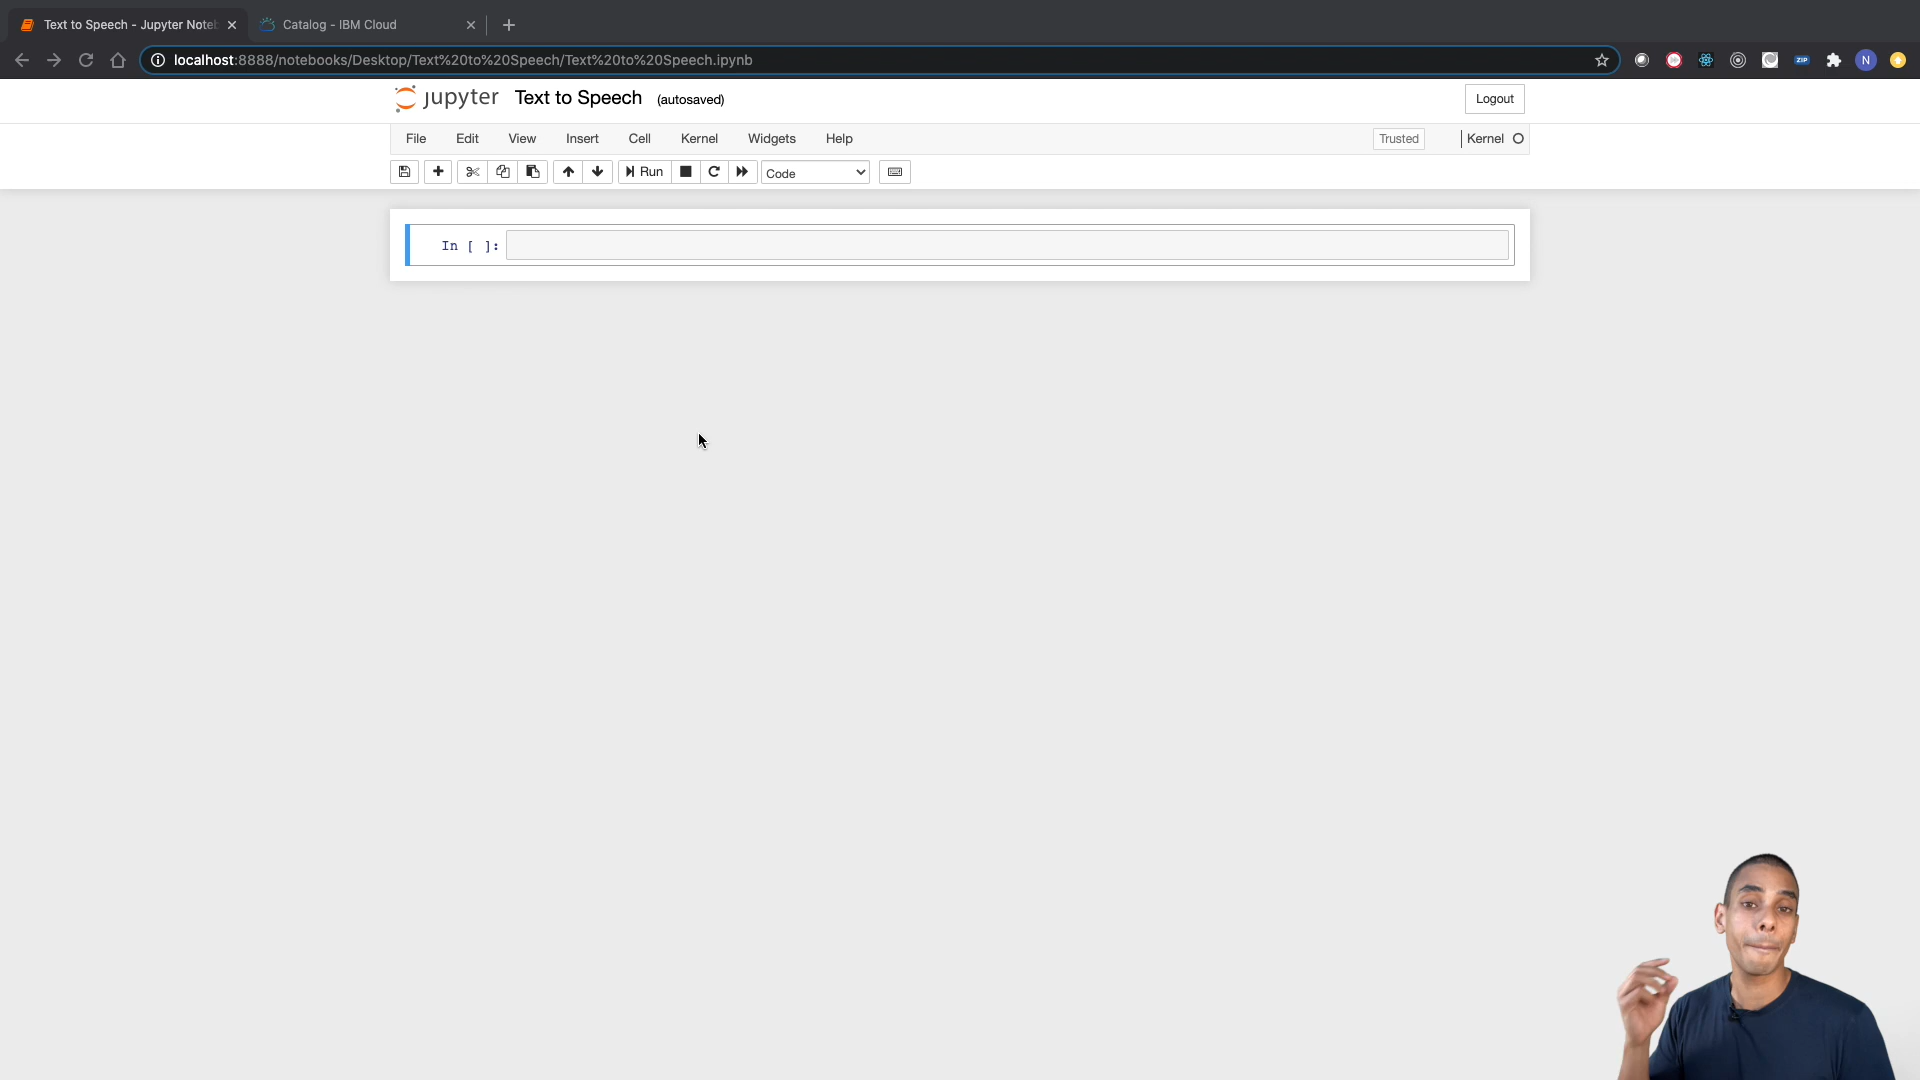 Text to Speech - Jupyter Noteb
Catalog - IBM Cloud
localhost:8888/notebooks/Desktop/Text%20to%20Speech/Text%20to%20Speech.ipynb
ZIP
N
jupyter Text to Speech (autosaved)
Logout
File Edit View Insert Cell Kernel Widgets Help
Trusted
Kernel
Run
Code
In [ ]: